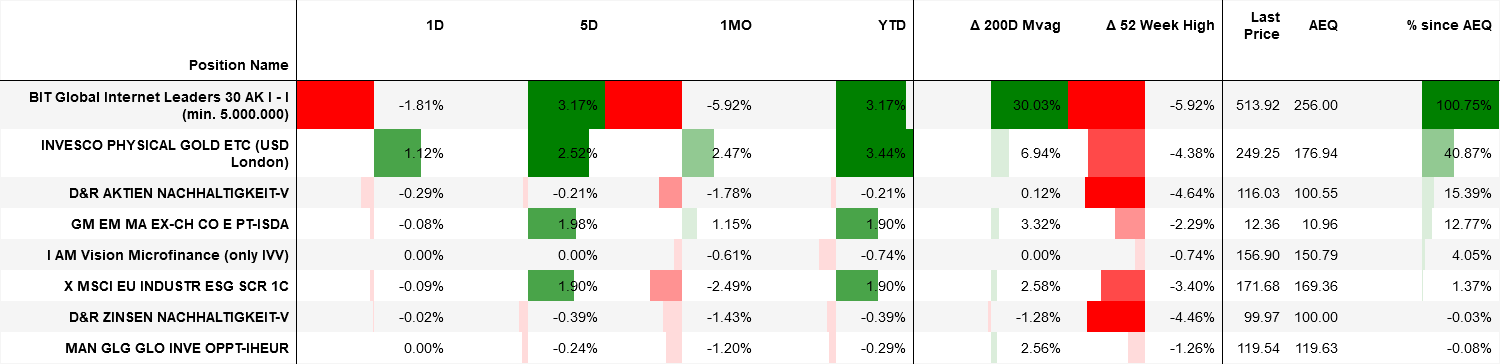 Position Name 1D 5D 1MO YTD Δ 200D Mvag Δ 52 Week High Last Price AEQ % since AEQ
BIT Global Internet Leaders 30 AK I - I (min. 5.000.000) -1.81% 3.17% -5.92% 3.17% 30.03% -5.92% 513.92 256.00 100.75%
INVESCO PHYSICAL GOLD ETC (USD London) 1.12% 2.52% 2.47% 3.44% 6.94% -4.38% 249.25 176.94 40.87%
D&R AKTIEN NACHHALTIGKEIT-V -0.29% -0.21% -1.78% -0.21% 0.12% -4.64% 116.03 100.55 15.39%
GM EM MA EX-CH CO E PT-ISDA -0.08% 1.98% 1.15% 1.90% 3.32% -2.29% 12.36 10.96 12.77%
I AM Vision Microfinance (only IVV) 0.00% 0.00% -0.61% -0.74% 0.00% -0.74% 156.90 150.79 4.05%
X MSCI EU INDUSTR ESG SCR 1C -0.09% 1.90% -2.49% 1.90% 2.58% -3.40% 171.68 169.36 1.37%
D&R ZINSEN NACHHALTIGKEIT-V -0.02% -0.39% -1.43% -0.39% -1.28% -4.46% 99.97 100.00 -0.03%
MAN GLG GLO INVE OPPT-IHEUR 0.00% -0.24% -1.20% -0.29% 2.56% -1.26% 119.54 119.63 -0.08%